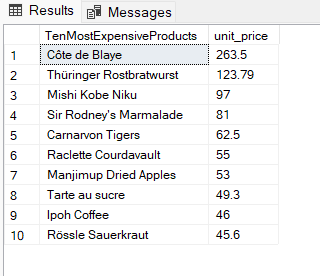 Results Messages
TenMostExpensiveProducts unit_price
1 Côte de Blaye 263.5
2 Thüringer Rostbratwurst 123.79
3 Mishi Kobe Niku 97
4 Sir Rodney's Marmalade 81
5 Carnarvon Tigers 62.5
6 Raclette Courdavault 55
7 Manjimup Dried Apples 53
8 Tarte au sucre 49.3
9 Ipoh Coffee 46
10 Rössle Sauerkraut 45.6